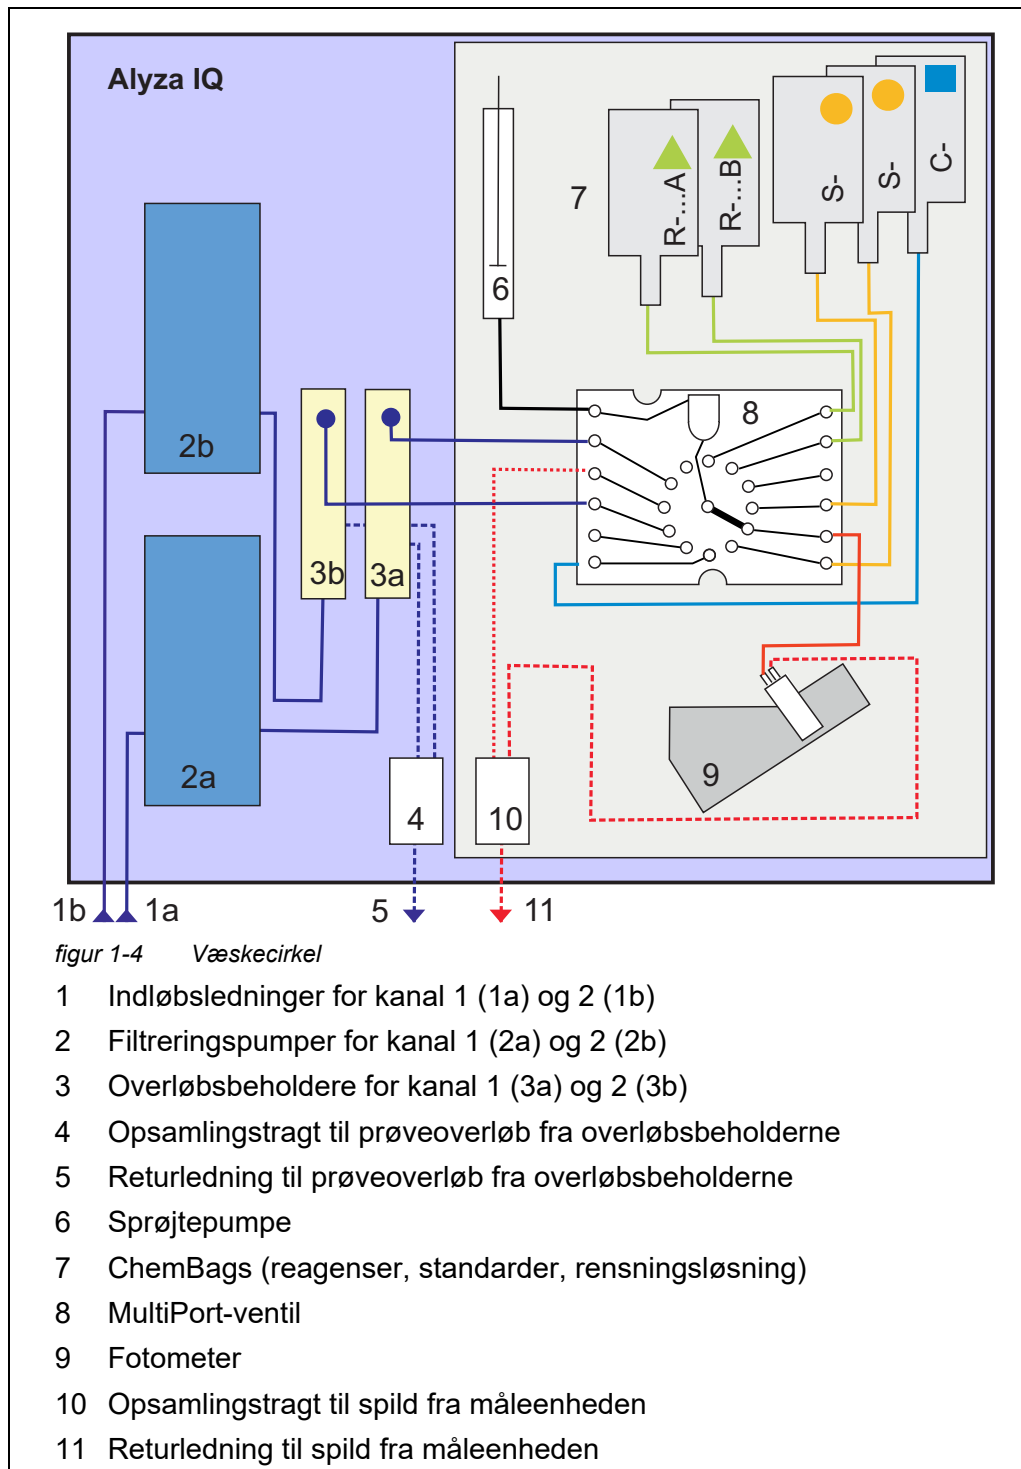 Alyza IQ
7
R-...A
R-...B
S-
S-
C-
6
2b
8
3b
3a
2a
4
10
9
1b
1a
5
11
figur 1-4 Væskecirkel
1 Indløbsledninger for kanal 1 (1a) og 2 (1b)
2 Filtreringspumper for kanal 1 (2a) og 2 (2b)
3 Overløbsbeholdere for kanal 1 (3a) og 2 (3b)
4 Opsamlingstragt til prøveoverløb fra overløbsbeholderne
5 Returledning til prøveoverløb fra overløbsbeholderne
6 Sprøjtepumpe
7 ChemBags (reagenser, standarder, rensningsløsning)
8 MultiPort-ventil
9 Fotometer
10 Opsamlingstragt til spild fra måleenheden
11 Returledning til spild fra måleenheden